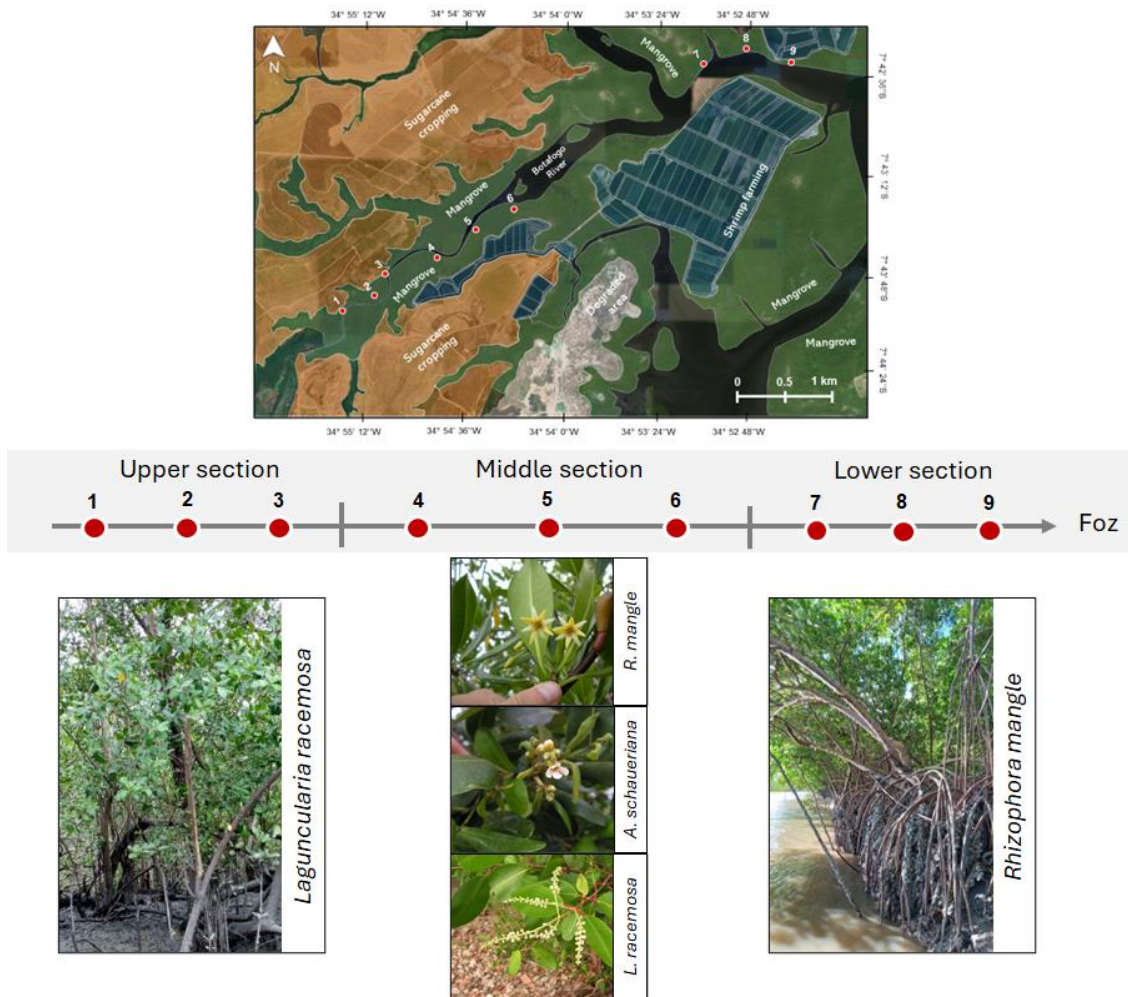 34° 55' 12"W
34° 54' 36"W
34° 54' 0"W
34° 53' 24"W
34° 52' 48"W
N
Sugarcane
cropping
Mangrove
7
8
9
7° 42' 36"S
Botafogo
River
Mangrove
6
5
4
3
2
1
Mangrove
Shrimp farming
7° 43' 12"S
Sugarcane
cropping
Degraded
area
Mangrove
7° 43' 48"S
Mangrove
0 0.5 1 km
7° 44' 24"S
34° 55' 12"W
34° 54' 36"W
34° 54' 0"W
34° 53' 24"W
34° 52' 48"W
Upper section
Middle section
Lower section
1 2 3 4 5 6 7 8 9
Foz
Laguncularia racemosa
R. mangle
A. schaueriana
L. racemosa
Rhizophora mangle